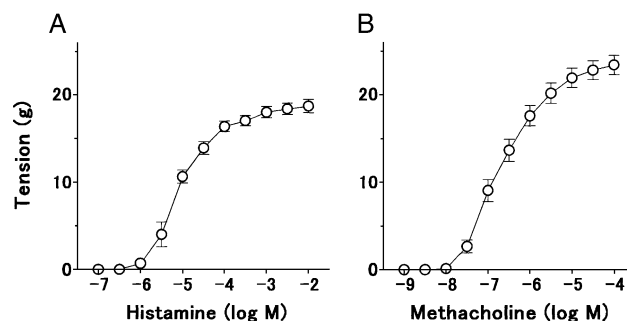 A
B
Tension (g)
20
10
0
−7 −6 −5 −4 −3 −2
Histamine (log M)
20
10
0
−9 −8 −7 −6 −5 −4
Methacholine (log M)